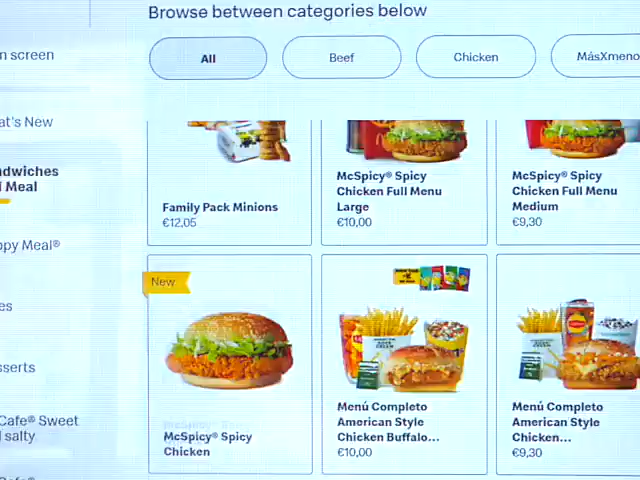 Browse between categories below
n screen
All
Beef
Chicken
MásXmeno
at's New
ndwiches
l Meal
ppy Meal®
es
sserts
Cafe® Sweet
l salty
Family Pack Minions
€12,05
McSpicy® Spicy
Chicken Full Menu
Large
€10,00
McSpicy® Spicy
Chicken Full Menu
Medium
€9,30
New
McSpicy® Spicy
Chicken
Menú Completo
American Style
Chicken Buffalo...
€10,00
Menú Completo
American Style
Chicken...
€9,30